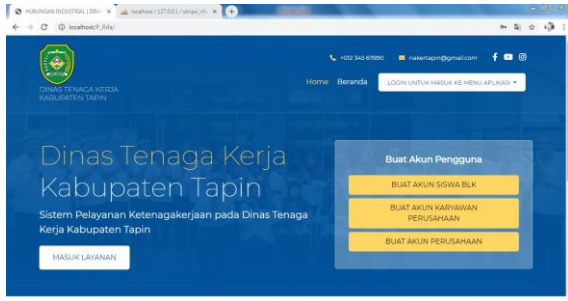 HUBUNGAN INDUSTRIAL | DIN
localhost / 127.0.0.1 /
localhost/P_Rifa/
+012 345 67890
nakertapin@gmail.com
DINAS TENAGA KERJA
KABUPATEN TAPIN
Home
Beranda
LOGIN UNTUK MASUK KE MENU APLIKASI
Dinas Tenaga Kerja
Kabupaten Tapin
Sistem Pelayanan Ketenagakerjaan pada Dinas Tenaga
Kerja Kabupaten Tapin
MASUK LAYANAN
Buat Akun Pengguna
BUAT AKUN SISWA BLK
BUAT AKUN KARYAWAN
PERUSAHAAN
BUAT AKUN PERUSAHAAN